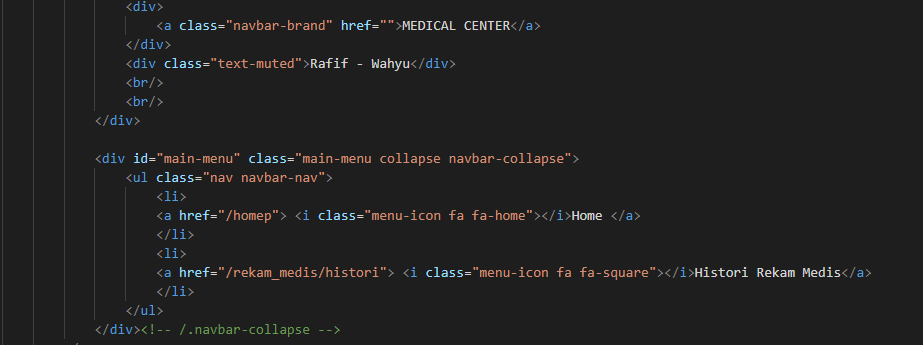 <div>
<a class="navbar-brand" href="">MEDICAL CENTER</a>
</div>
<div class="text-muted">Rafif - Wahyu</div>
<br/>
<br/>
</div>
<div id="main-menu" class="main-menu collapse navbar-collapse">
<ul class="nav navbar-nav">
<li>
<a href="/homep"> <i class="menu-icon fa fa-home"></i>Home </a>
</li>
<li>
<a href="/rekam_medis/histori"> <i class="menu-icon fa fa-square"></i>Histori Rekam Medis</a>
</li>
</ul>
</div><!-- /.navbar-collapse -->